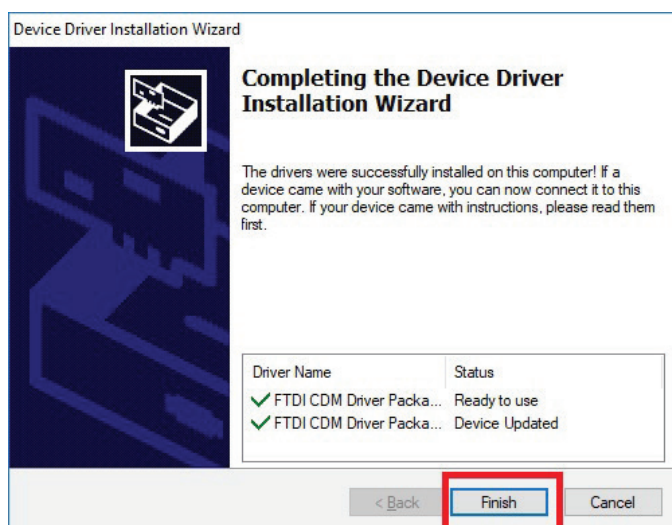 Device Driver Installation Wizard
Completing the Device Driver
Installation Wizard
The drivers were successfully installed on this computer! If a
device came with your software, you can now connect it to this
computer. If your device came with instructions, please read them
first.
Driver Name Status
FTDI CDM Driver Packa... Ready to use
FTDI CDM Driver Packa... Device Updated
< Back Finish Cancel